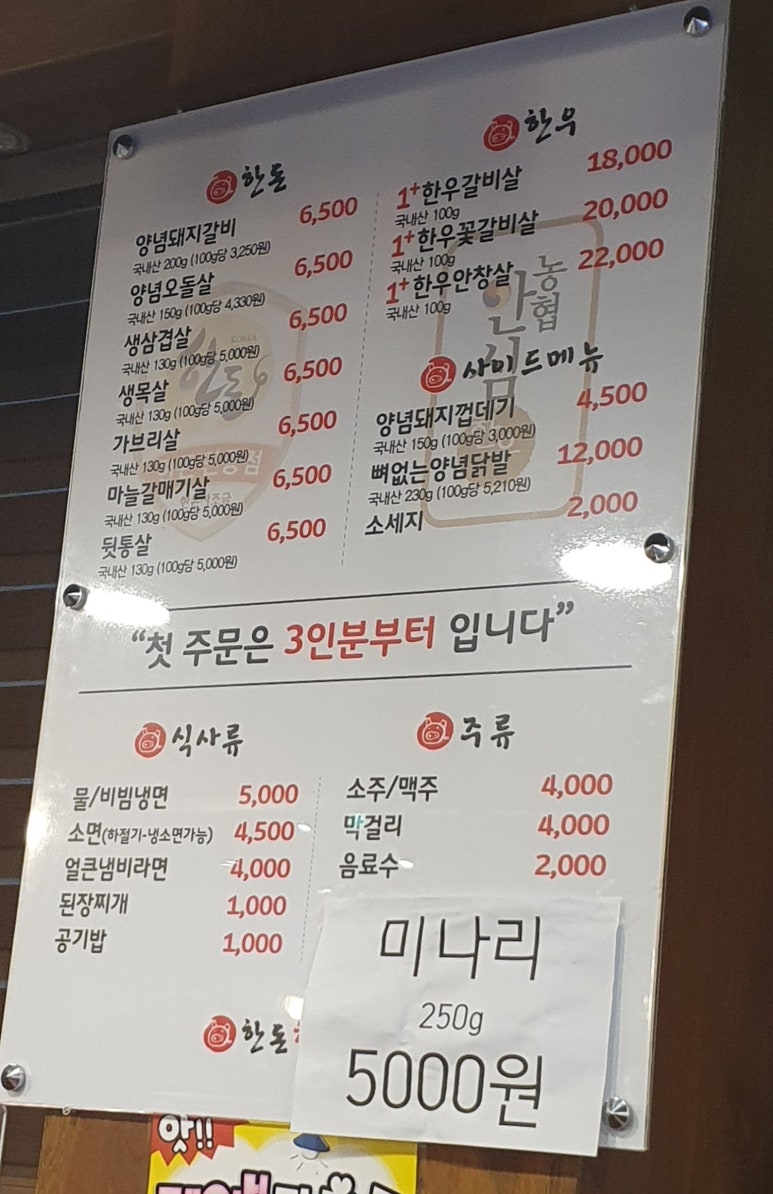 한돈
양념돼지갈비 6,500
국내산 200g (100g당 3,250원)
양념오돌살 6,500
국내산 150g (100g당 4,330원)
생삼겹살 6,500
국내산 130g (100g당 5,000원)
생목살 6,500
국내산 130g (100g당 5,000원)
가브리살 6,500
국내산 130g (100g당 5,000원)
마늘갈매기살 6,500
국내산 130g (100g당 5,000원)
뒷통살 6,500
국내산 130g (100g당 5,000원)
한우
1+한우갈비살 18,000
국내산 100g
1+한우꽃갈비살 20,000
국내산 100g
1+한우안창살 22,000
국내산 100g
농협
안심
사이드메뉴
양념돼지껍데기 4,500
국내산 150g (100g당 3,000원)
뼈없는양념닭발 12,000
국내산 230g (100g당 5,210원)
소세지 2,000
“첫 주문은 3인분부터 입니다”
식사류
물/비빔냉면 5,000
소면(하절기-냉소면가능) 4,500
얼큰냄비라면 4,000
된장찌개 1,000
공기밥 1,000
주류
소주/맥주 4,000
막걸리 4,000
음료수 2,000
한돈
미나리
250g
5000원
앗!!